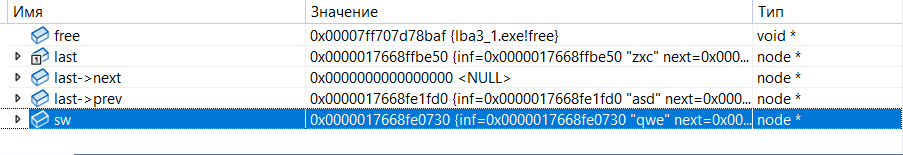 Имя Значение Тип
free 0x00007ff707d78baf {lba3_1.exe!free} void *
last 0x0000017668ffbe50 {inf=0x0000017668ffbe50 "zxc" next=0x000... node *
last->next 0x0000000000000000 <NULL> node *
last->prev 0x0000017668fe1fd0 {inf=0x0000017668fe1fd0 "asd" next=0x000... node *
sw 0x0000017668fe0730 {inf=0x0000017668fe0730 "qwe" next=0x00... node *